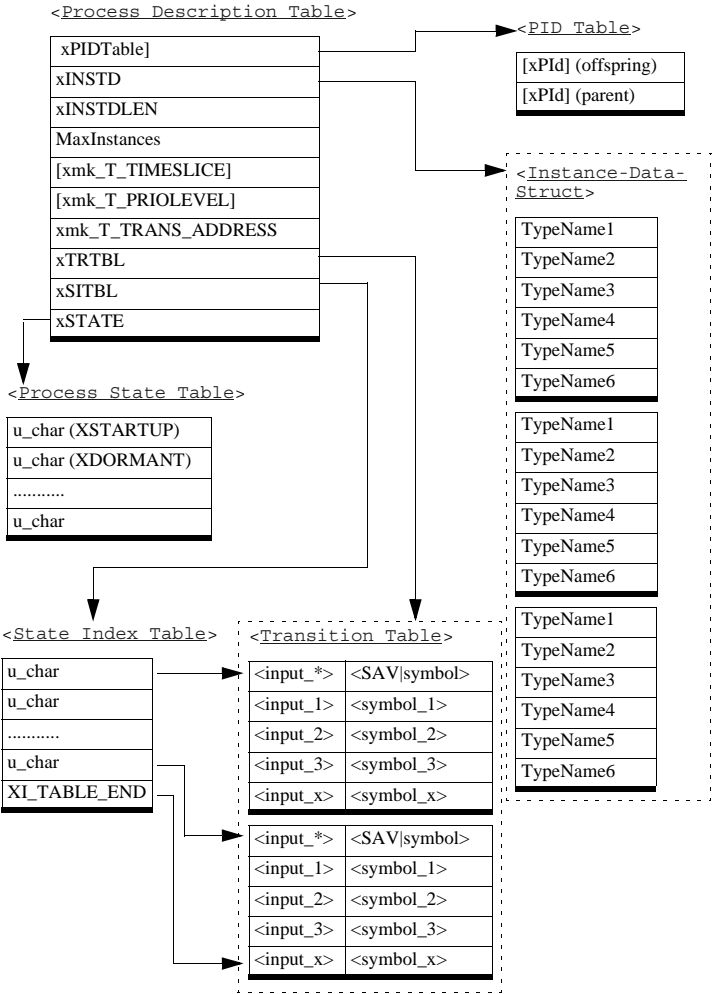 <Process Description Table>
xPIDTable]
xINSTD
xINSTDLEN
MaxInstances
[xmk_T_TIMESLICE]
[xmk_T_PRIOLEVEL]
xmk_T_TRANS_ADDRESS
xTRTBL
xSITBL
xSTATE
<PID Table>
[xPId] (offspring)
[xPId] (parent)
<Instance-Data-
Struct>
TypeName1
TypeName2
TypeName3
TypeName4
TypeName5
TypeName6
TypeName1
TypeName2
TypeName3
TypeName4
TypeName5
TypeName6
TypeName1
TypeName2
TypeName3
TypeName4
TypeName5
TypeName6
<Process State Table>
u_char (XSTARTUP)
u_char (XDORMANT)
...........
u_char
<State Index Table>
u_char
u_char
...........
u_char
XI_TABLE_END
<Transition Table>
<input_*> <SAV|symbol>
<input_1> <symbol_1>
<input_2> <symbol_2>
<input_3> <symbol_3>
<input_x> <symbol_x>
<input_*> <SAV|symbol>
<input_1> <symbol_1>
<input_2> <symbol_2>
<input_3> <symbol_3>
<input_x> <symbol_x>